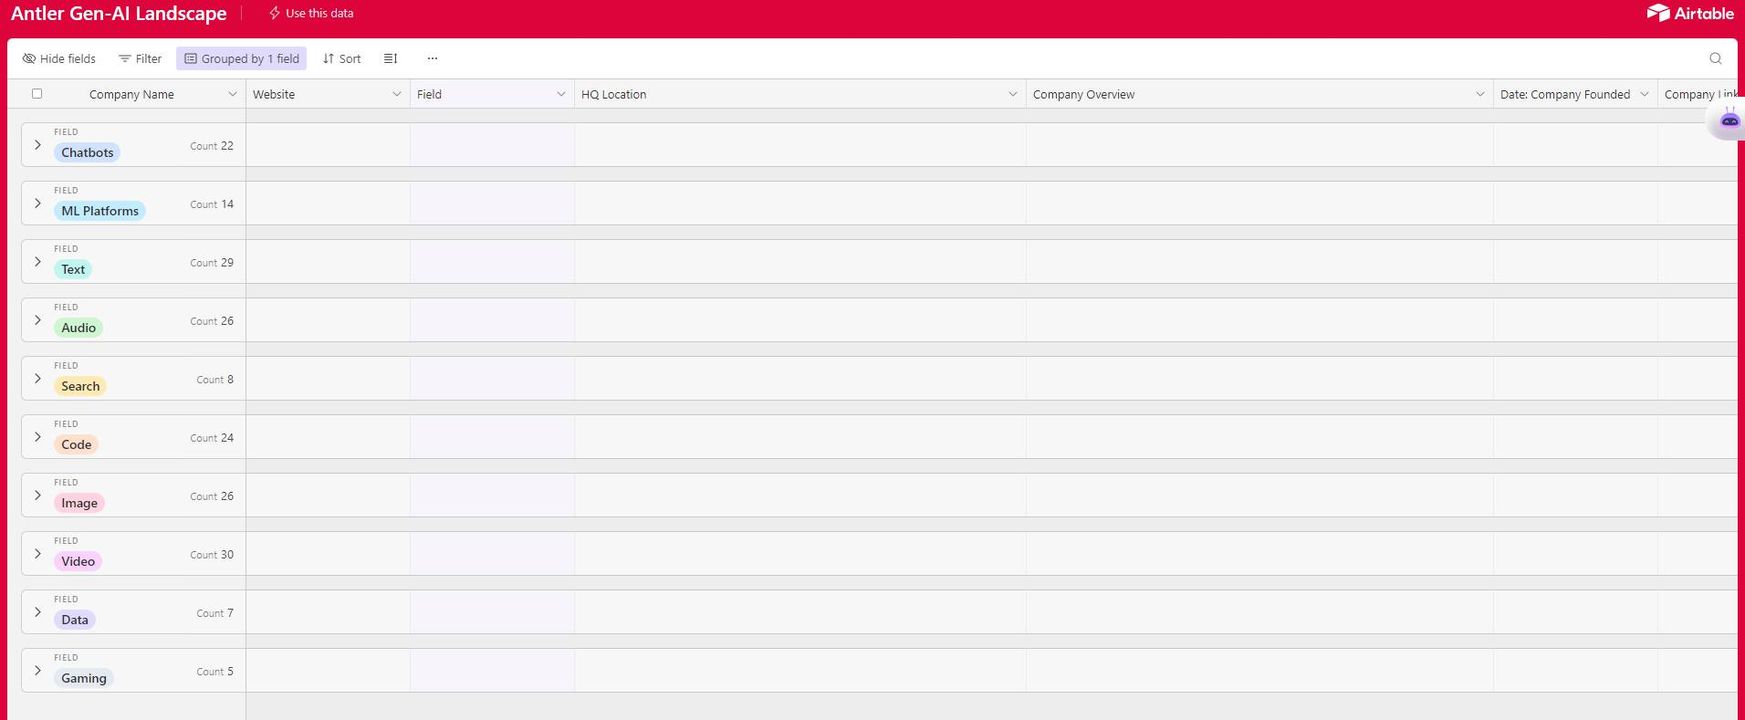 Antler Gen-AI Landscape
Use this data
Airtable
Hide fields
Filter
Grouped by 1 field
Sort
...
Company Name
Website
Field
HQ Location
Company Overview
Date: Company Founded
Company Link
FIELD
Chatbots
Count 22
FIELD
ML Platforms
Count 14
FIELD
Text
Count 29
FIELD
Audio
Count 26
FIELD
Search
Count 8
FIELD
Code
Count 24
FIELD
Image
Count 26
FIELD
Video
Count 30
FIELD
Data
Count 7
FIELD
Gaming
Count 5